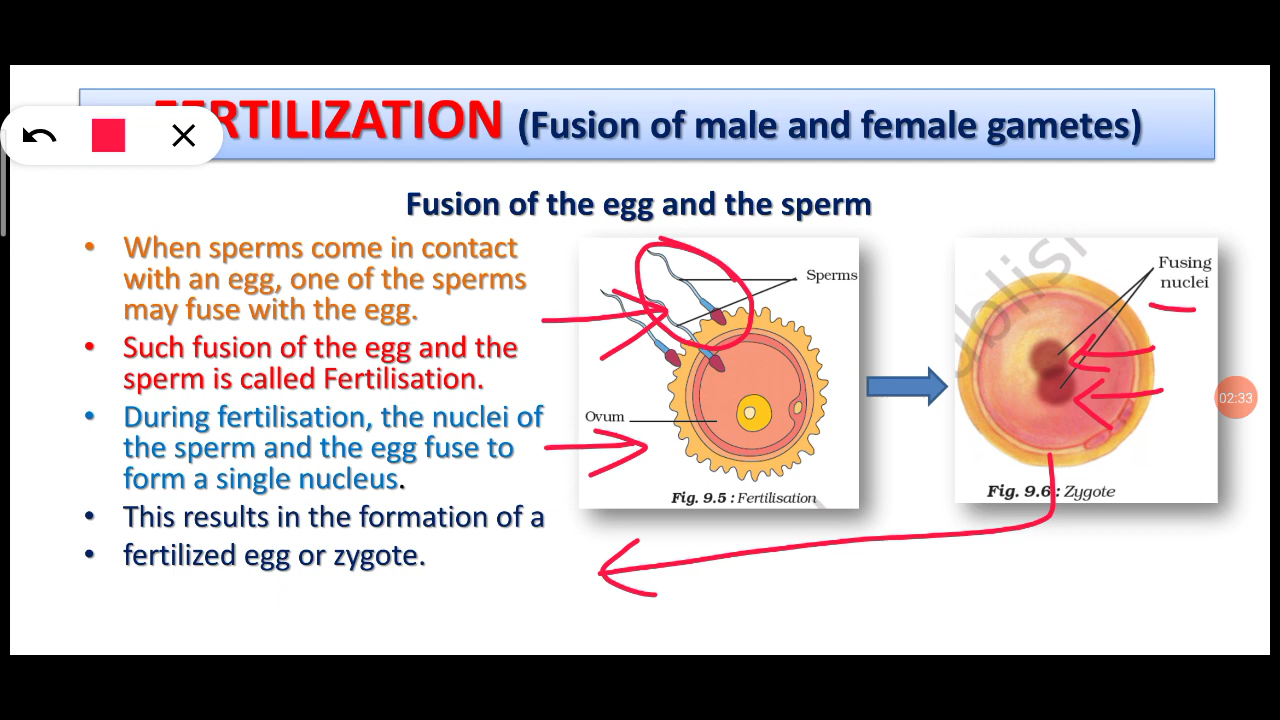 RTILIZATION (Fusion of male and female gametes)
Fusion of the egg and the sperm
• When sperms come in contact
with an egg, one of the sperms
may fuse with the egg.
• Such fusion of the egg and the
sperm is called Fertilisation.
• During fertilisation, the nuclei of
the sperm and the egg fuse to
form a single nucleus.
• This results in the formation of a
• fertilized egg or zygote.
Sperms
Ovum
Fig. 9.5 : Fertilisation
Fusing
nuclei
Fig. 9.6 : Zygote
02:33